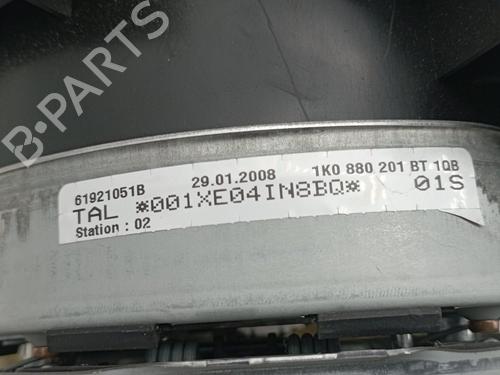 B-PARTS
61921051B 29.01.2008 1K0 880 201 BT 1QB
TAL *001XE04IN8BQ* 01S
Station : 02